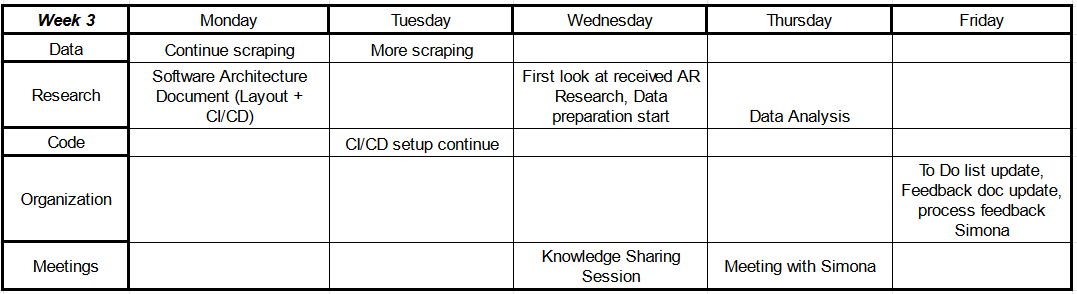 Week 3 Monday Tuesday Wednesday Thursday Friday
Data Continue scraping More scraping
Research Software Architecture Document (Layout + CI/CD) First look at received AR Research, Data preparation start Data Analysis
Code CI/CD setup continue
Organization To Do list update, Feedback doc update, process feedback Simona
Meetings Knowledge Sharing Session Meeting with Simona